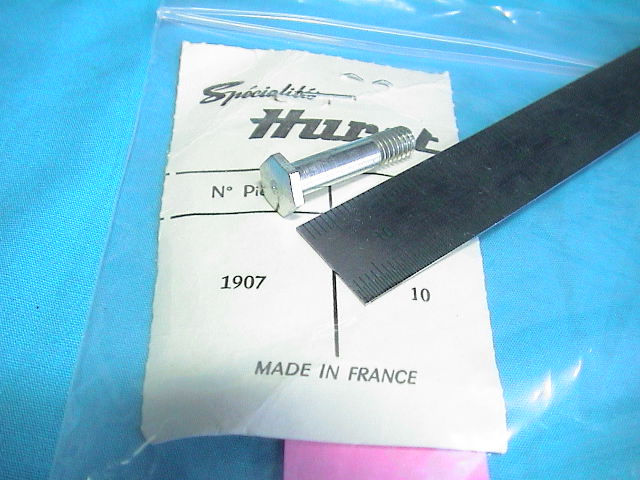 Spécialités
N°
1907
10
MADE IN FRANCE